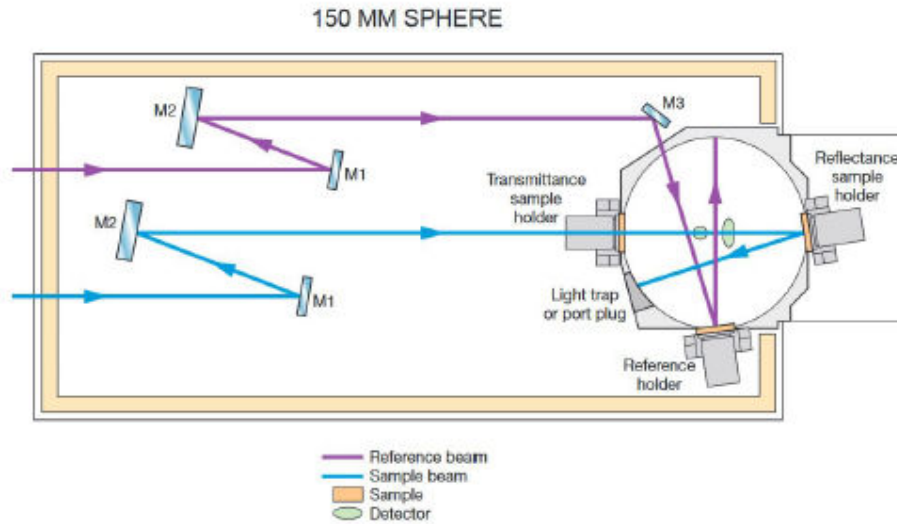 150 MM SPHERE
M2
M3
M1
Transmittance
sample
holder
Reflectance
sample
holder
M2
M1
Light trap
or port plug
Reference
holder
Reference beam
Sample beam
Sample
Detector